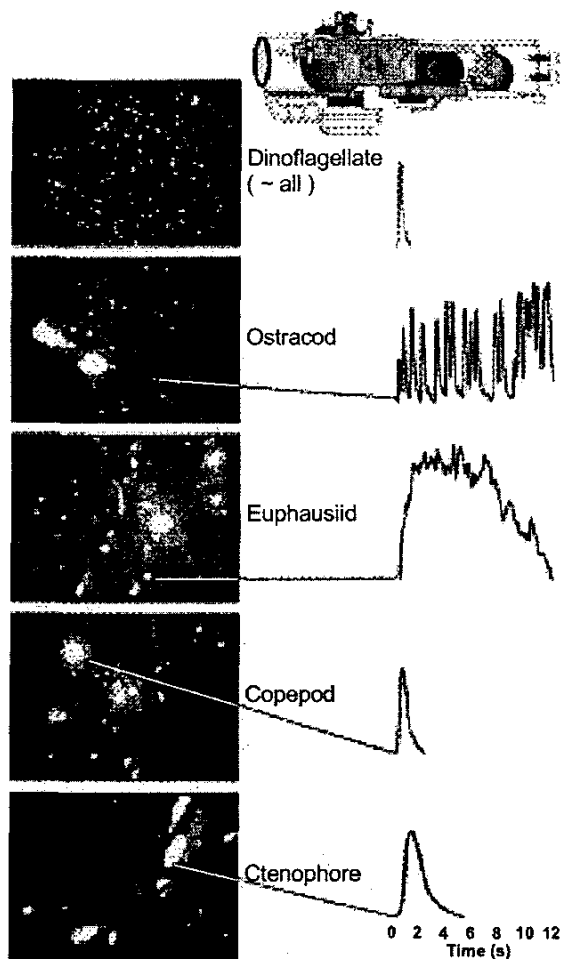 Dinoflagellate
( ~ all )
Ostracod
Euphausiid
Copepod
Ctenophore
0 2 4 6 8 10 12
Time (s)